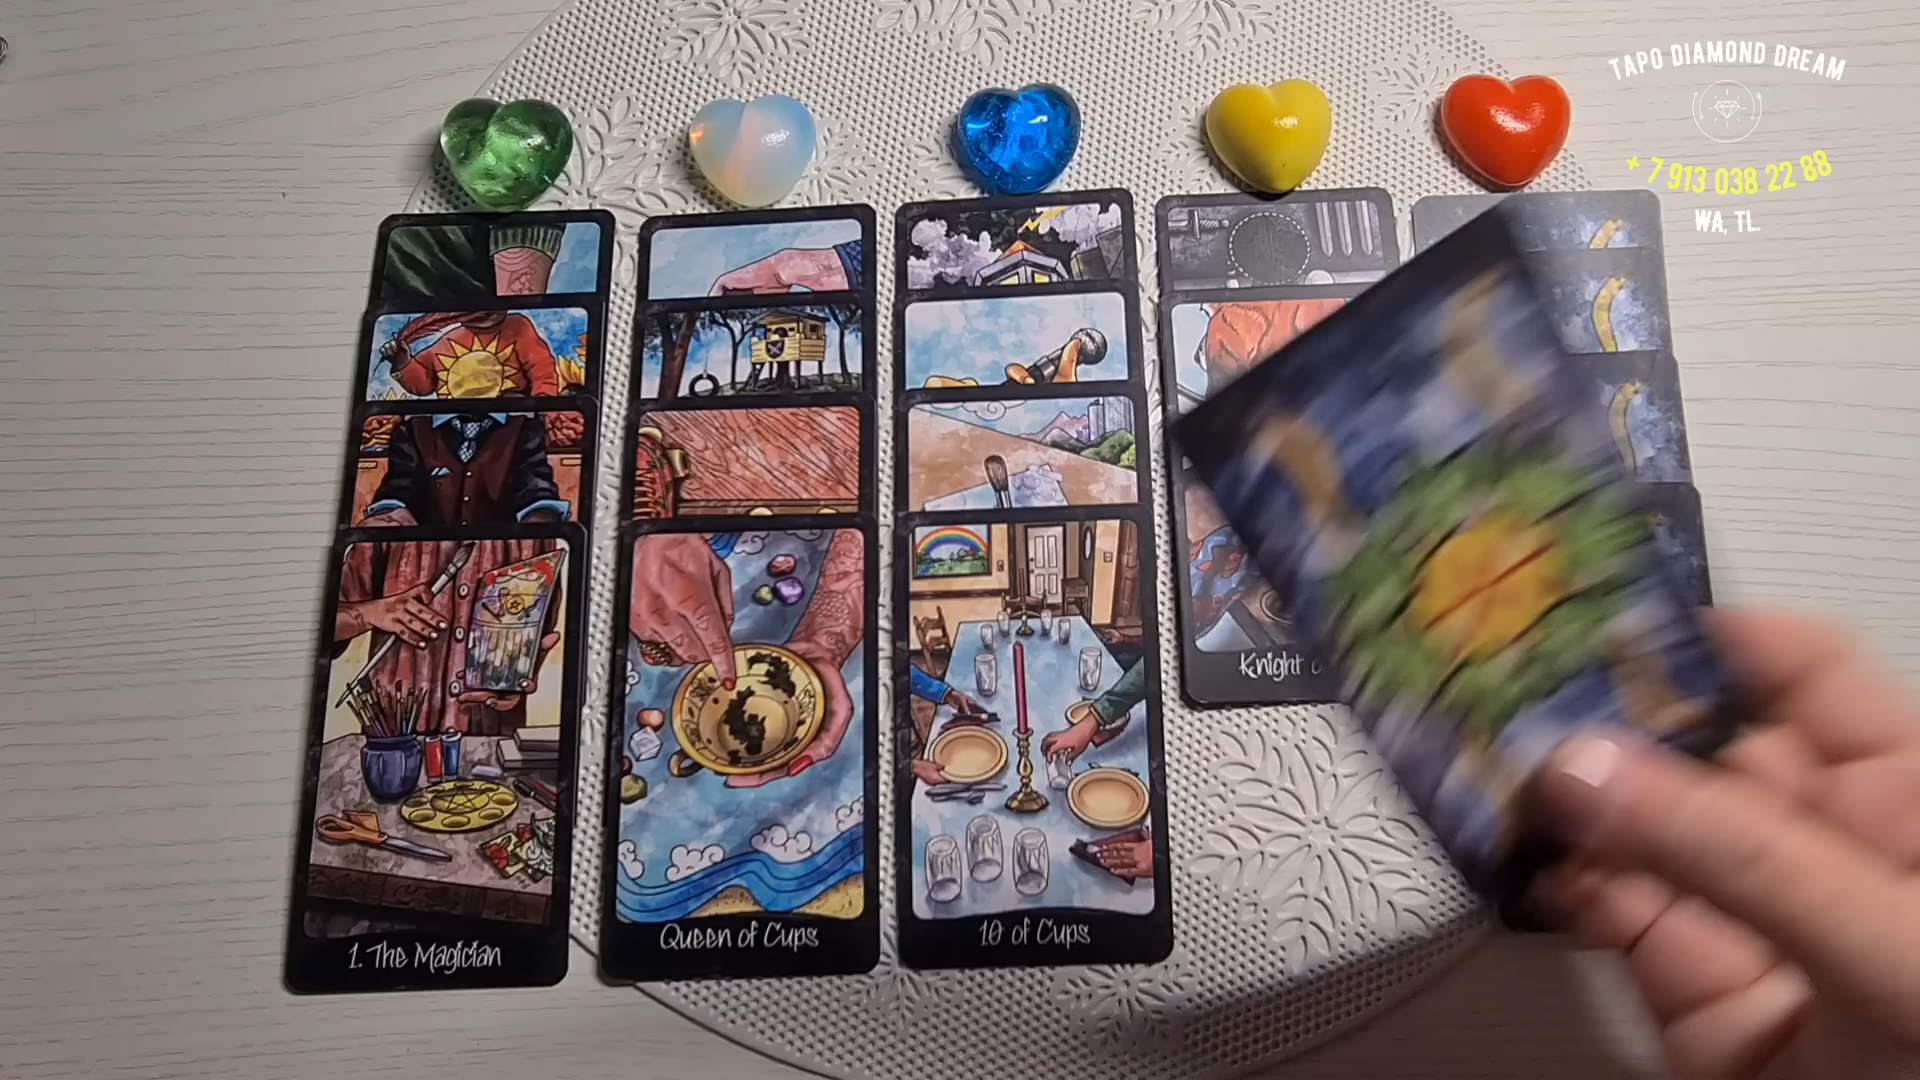 ТАРО DIAMOND DREAM
+ 7 913 038 22 88
WA, TL.
1. The Magician
Queen of Cups
10 of Cups
Knight